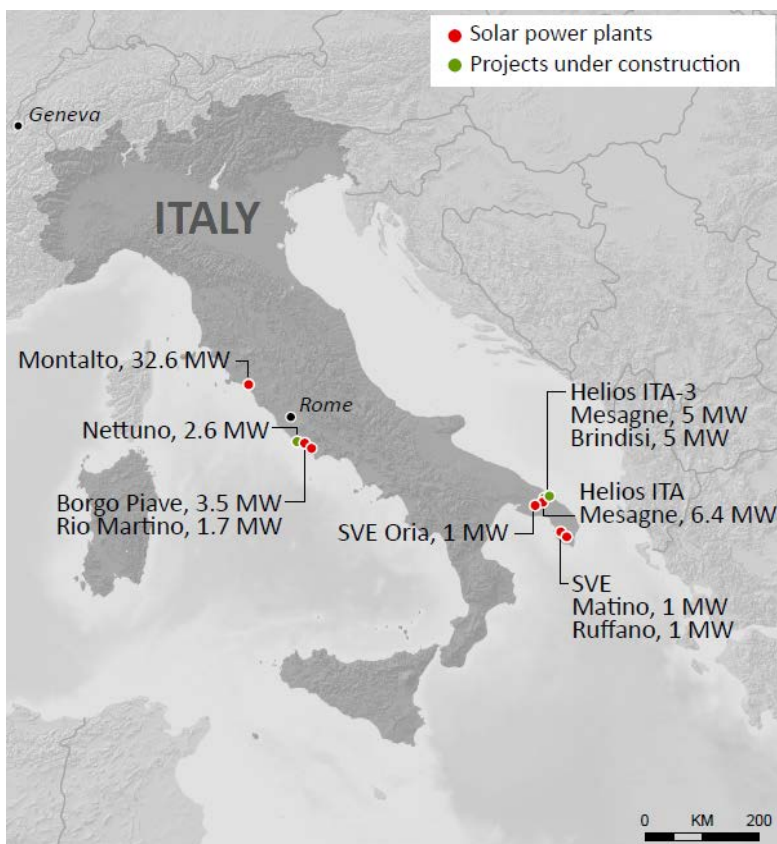 Solar power plants
Projects under construction
Geneva
ITALY
Montalto, 32.6 MW
Rome
Nettuno, 2.6 MW
Borgo Piave, 3.5 MW
Rio Martino, 1.7 MW
Helios ITA-3
Mesagne, 5 MW
Brindisi, 5 MW
Helios ITA
Mesagne, 6.4 MW
SVE Oria, 1 MW
SVE
Matino, 1 MW
Ruffano, 1 MW
0 KM 200